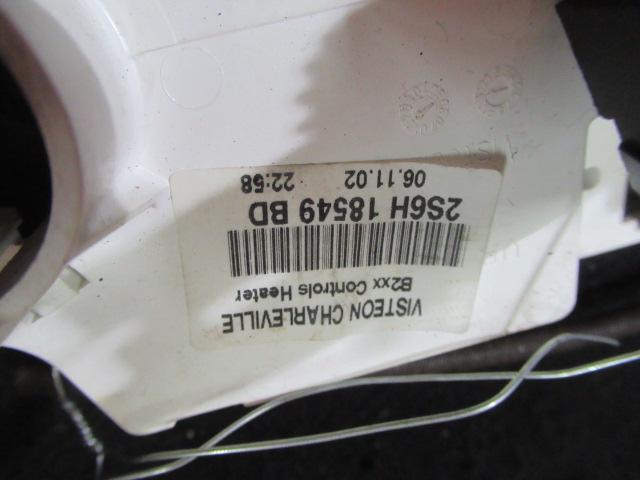 VISTEON CHARLEVILLE
B2xx Controls Heater
2S6H 18549 BD
06.11.02 22:58